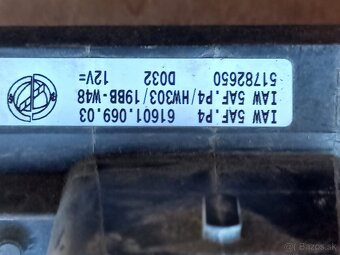 IAW 5AF.P4 61601.069.03
IAW 5AF.P4/HW303/19BB-W48
51782650 D032 12V=
© Bazos.sk